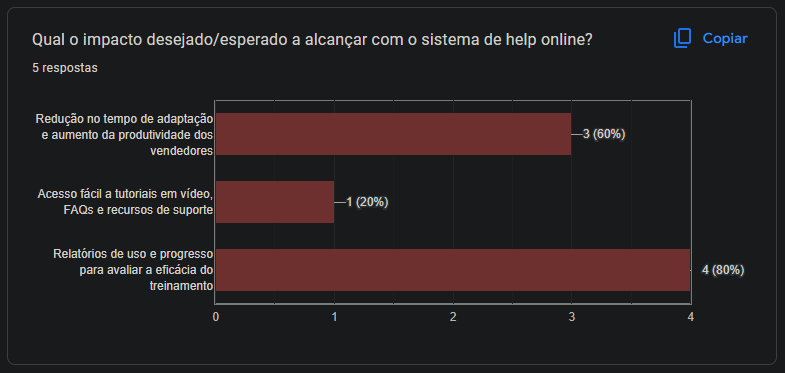 Qual o impacto desejado/esperado a alcançar com o sistema de help online?
Copiar
5 respostas
Redução no tempo de adaptação
e aumento da produtividade dos
vendedores
3 (60%)
Acesso fácil a tutoriais em vídeo,
FAQs e recursos de suporte
1 (20%)
Relatórios de uso e progresso
para avaliar a eficácia do
treinamento
4 (80%)
0 1 2 3 4